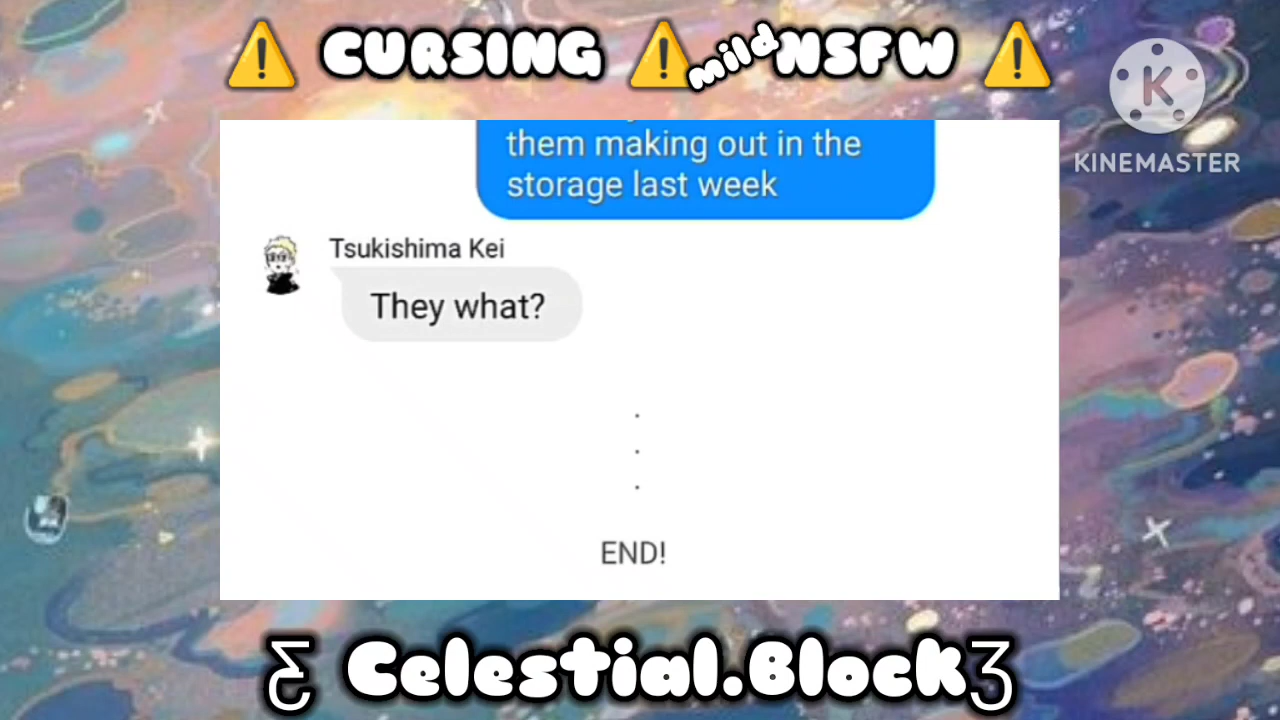 ⚠️ CURSING ⚠️ mild NSFW ⚠️
K
KINEMASTER
them making out in the
storage last week
Tsukishima Kei
They what?
.
.
.
END!
Ƹ Celestial.Block Ʒ